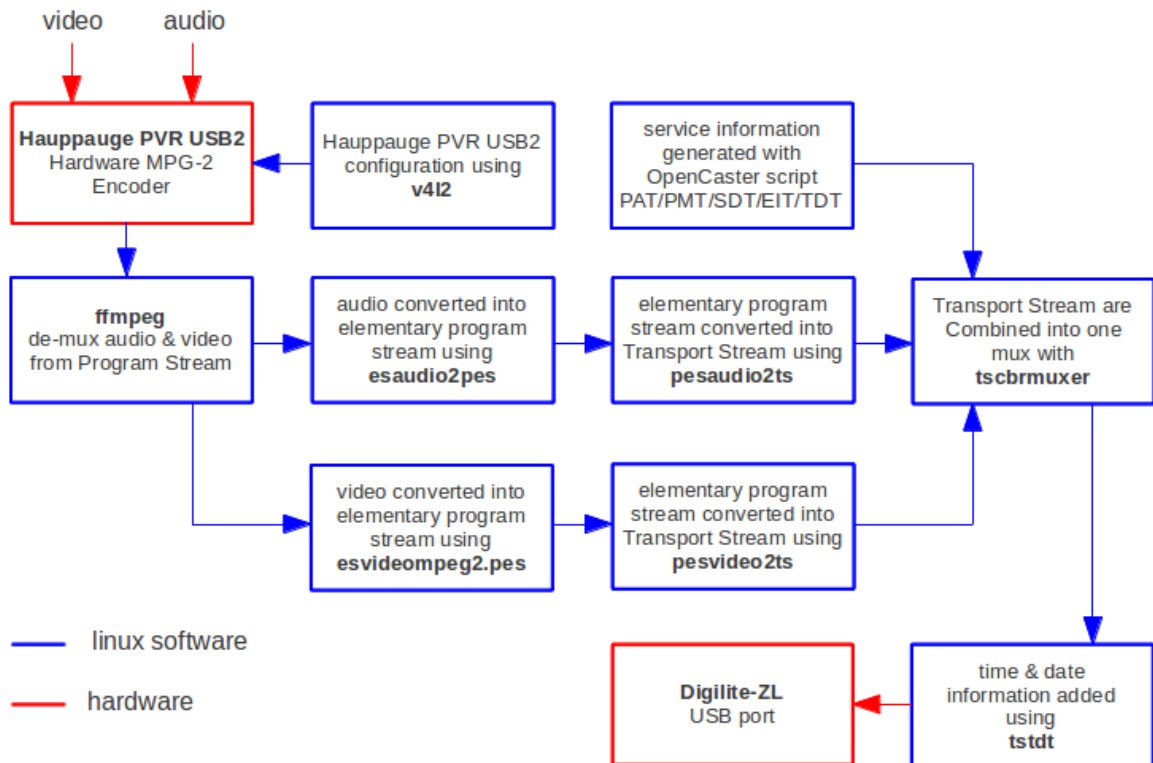 video
audio
Hauppauge PVR USB2
Hardware MPG-2
Encoder
Hauppauge PVR USB2
configuration using
v4l2
service information
generated with
OpenCaster script
PAT/PMT/SDT/EIT/TDT
ffmpeg
de-mux audio & video
from Program Stream
audio converted into
elementary program
stream using
esaudio2pes
elementary program
stream converted into
Transport Stream using
pesaudio2ts
Transport Stream are
Combined into one
mux with
tscbrmuxer
video converted into
elementary program
stream using
esvideompeg2.pes
elementary program
stream converted into
Transport Stream using
pesvideo2ts
linux software
hardware
Digilite-ZL
USB port
time & date
information added
using
tstdt